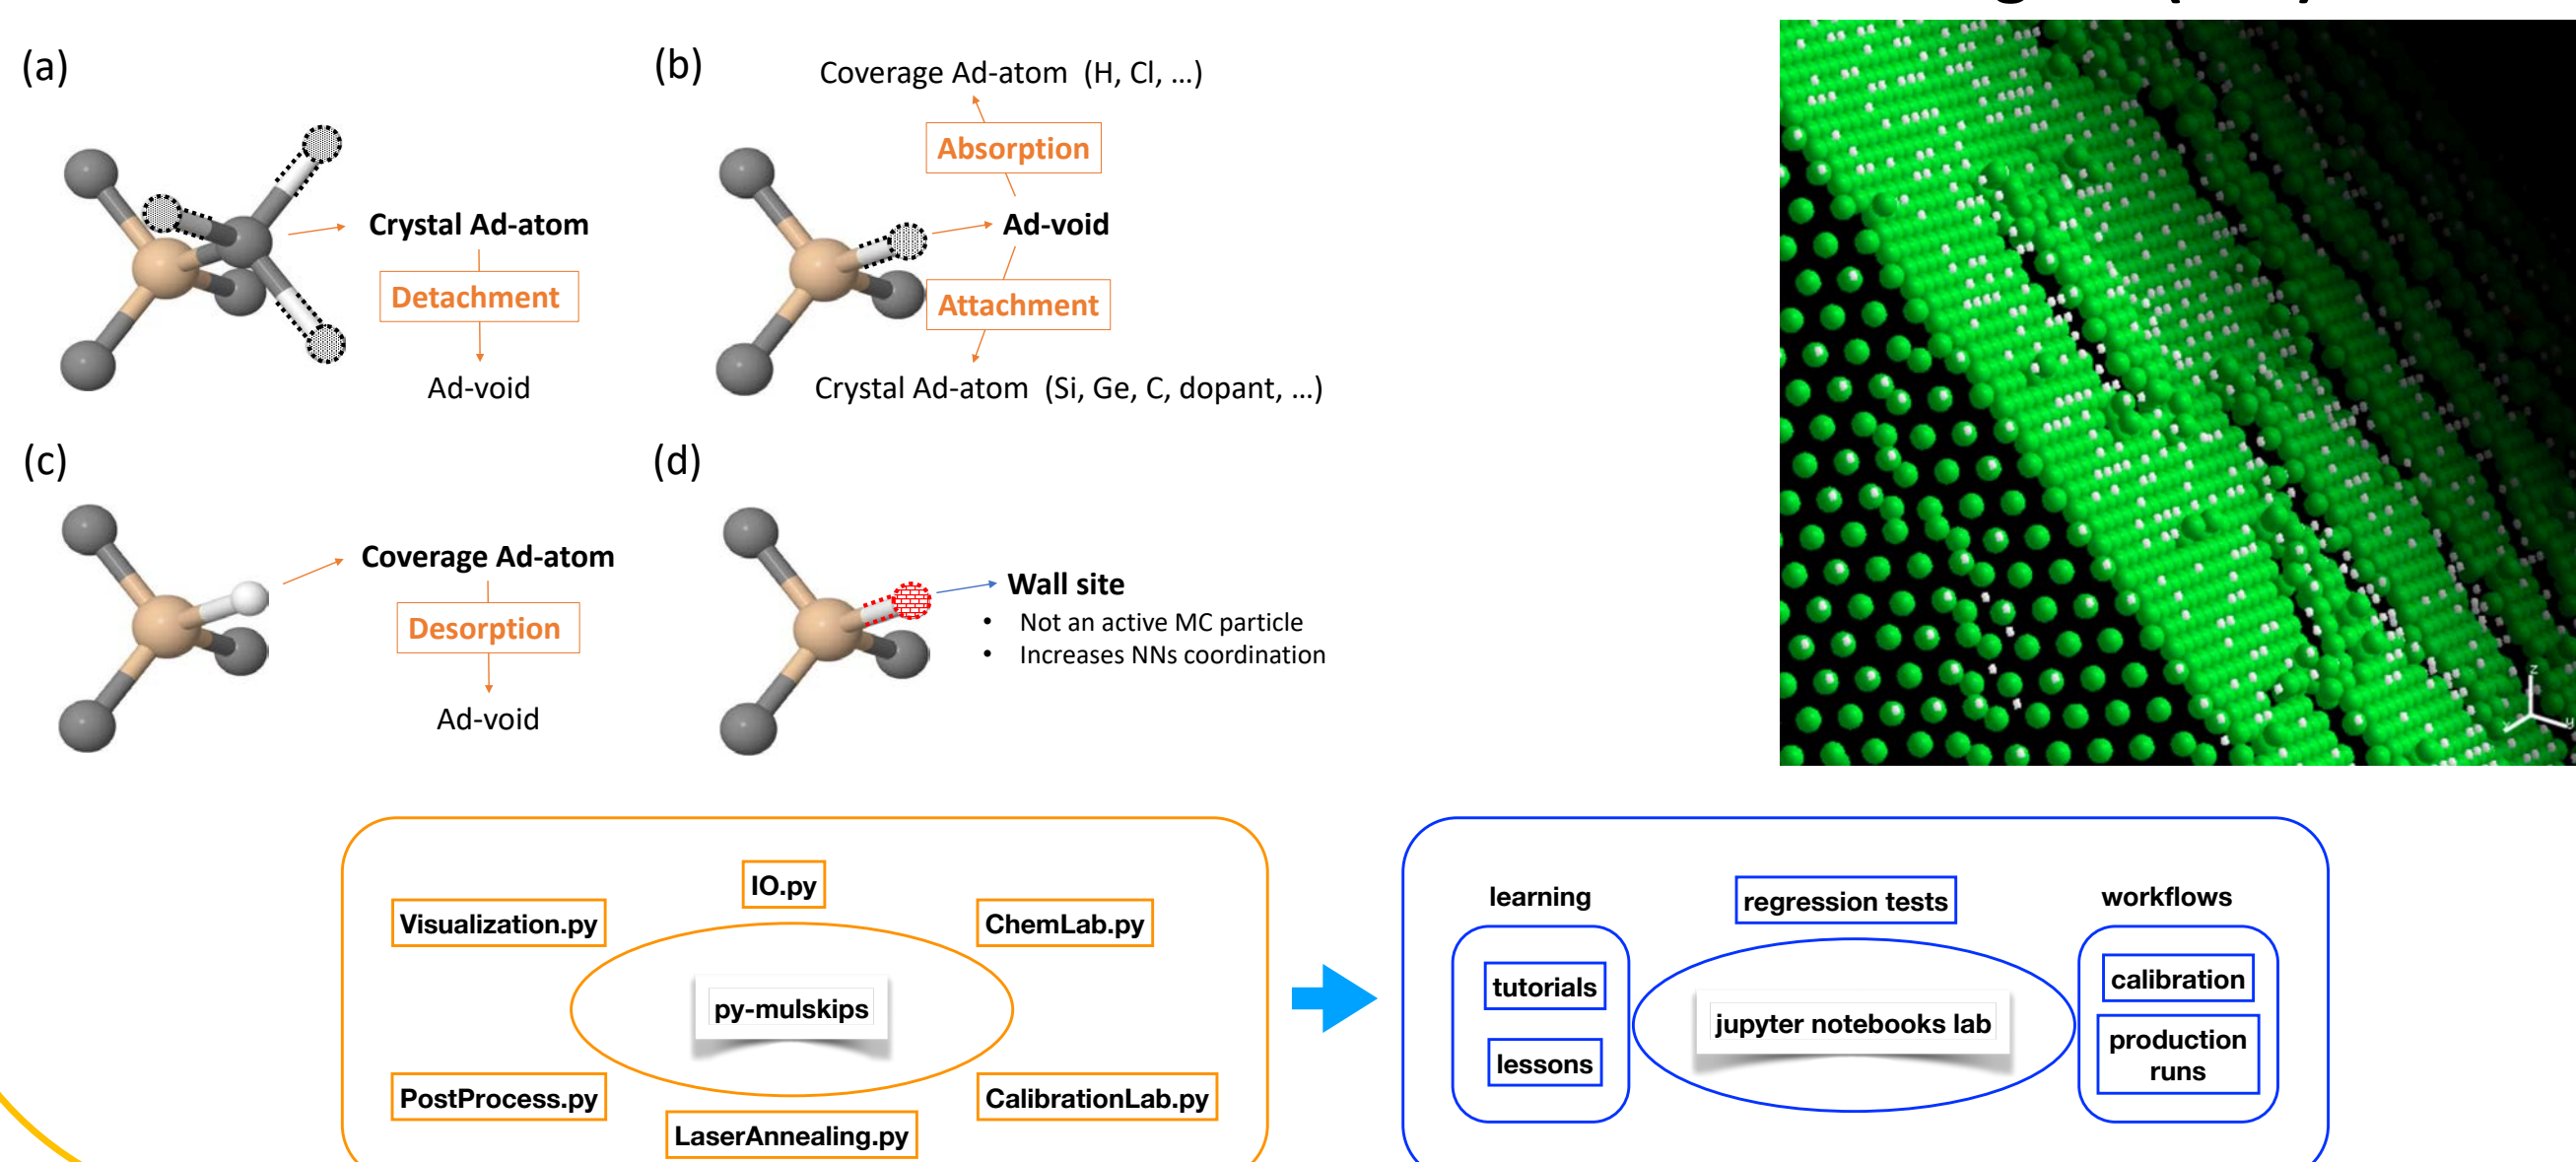 (a)
Crystal Ad-atom
Detachment
Ad-void
(b)
Coverage Ad-atom (H, Cl, ...)
Absorption
Ad-void
Attachment
Crystal Ad-atom (Si, Ge, C, dopant, ...)
(c)
Coverage Ad-atom
Desorption
Ad-void
(d)
Wall site
• Not an active MC particle
• Increases NNs coordination
z
IO.py
Visualization.py
ChemLab.py
py-mulskips
PostProcess.py
CalibrationLab.py
LaserAnnealing.py
learning
regression tests
workflows
tutorials
calibration
jupyter notebooks lab
lessons
production
runs